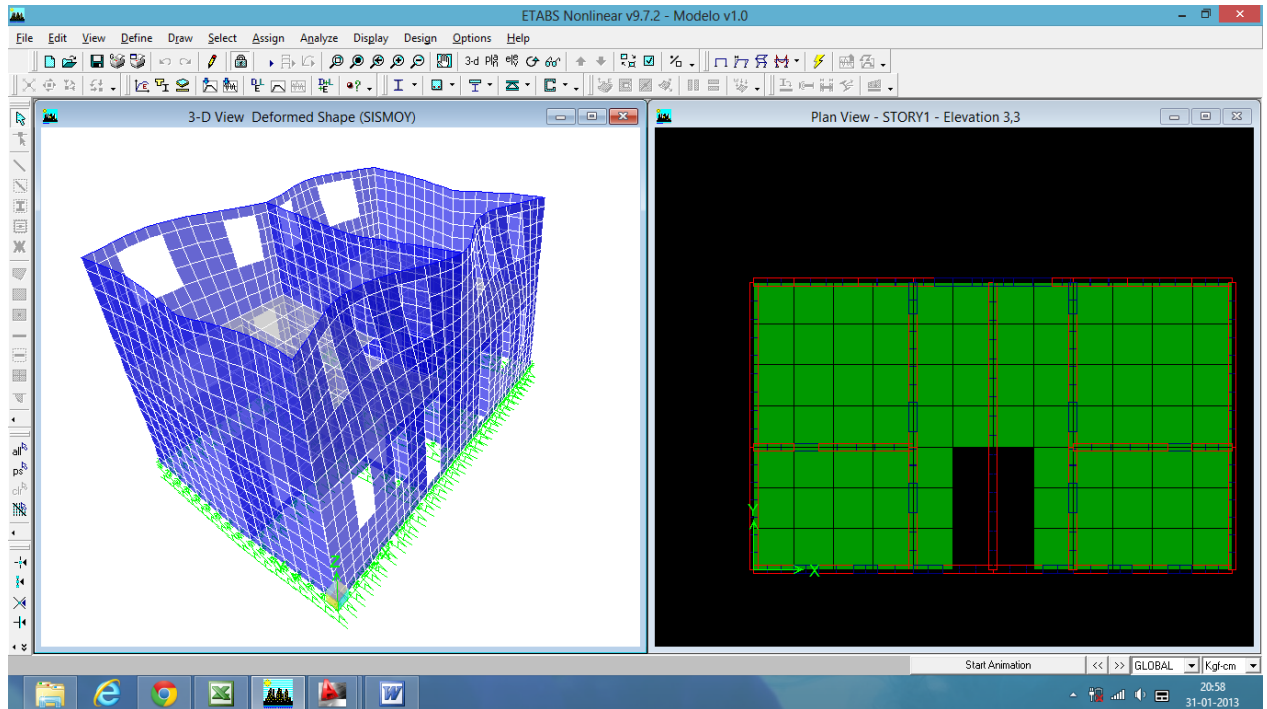 ETABS Nonlinear v9.7.2 - Modelo v1.0
File Edit View Define Draw Select Assign Analyze Display Design Options Help
3-d
all
ps
clr
3-D View Deformed Shape (SISMOY)
Plan View - STORY1 - Elevation 3,3
Z
Y
X
Start Animation << >> GLOBAL Kgf-cm
20:58
31-01-2013